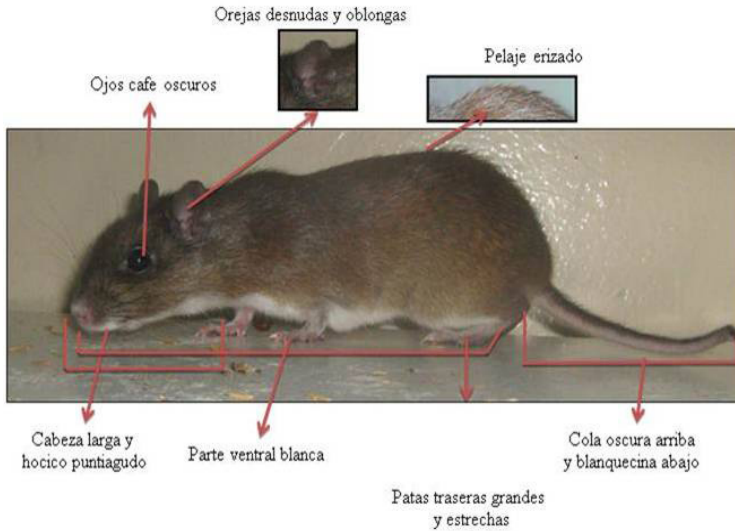 Orejas desnudas y oblongas
Pelaje erizado
Ojos cafe oscuros
Cabeza larga y
hocico puntiagudo
Parte ventral blanca
Cola oscura arriba
y blanquecina abajo
Patas traseras grandes
y estrechas